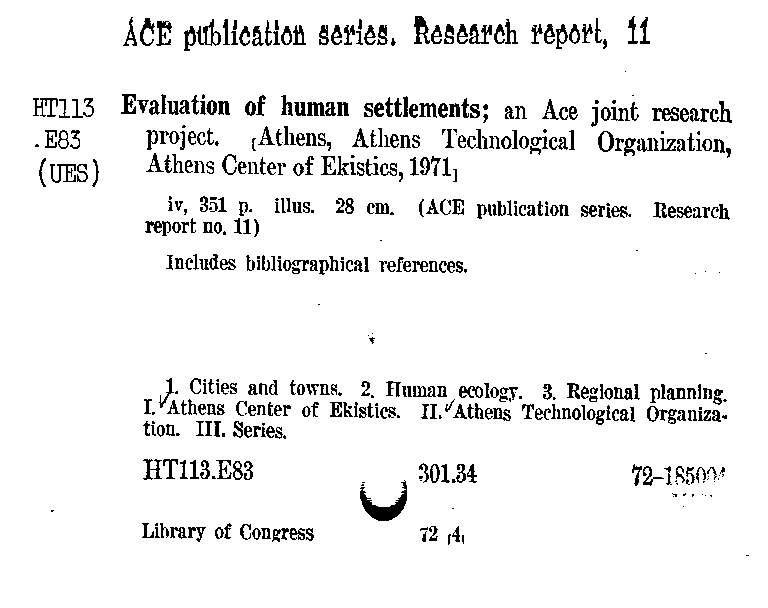 ACE publication series. Research report, 11
HT113 Evaluation of human settlements; an Ace joint research
.E83 project. [Athens, Athens Technological Organization,
(UES) Athens Center of Ekistics, 1971]
iv, 351 p. illus. 28 cm. (ACE publication series. Research
report no. 11)
Includes bibliographical references.
1. Cities and towns. 2. Human ecology. 3. Regional planning.
I. Athens Center of Ekistics. II. Athens Technological Organiza-
tion. III. Series.
HT113.E83 301.34
Library of Congress 72 [4]